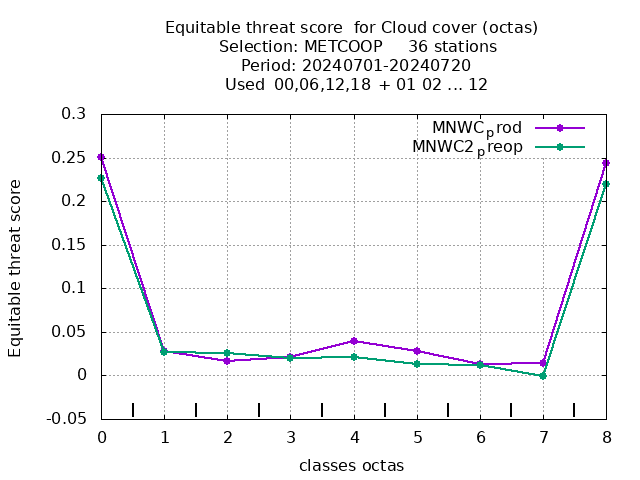 Equitable threat score  for Cloud cover (octas)
Selection: METCOOP     36 stations
Period: 20240701-20240720
Used  00,06,12,18 + 01 02 ... 12
0.3
0.25
0.2
0.15
0.1
0.05
0
-0.05
Equitable threat score
MNWC_prod
MNWC2_preop
0 1 2 3 4 5 6 7 8
classes octas